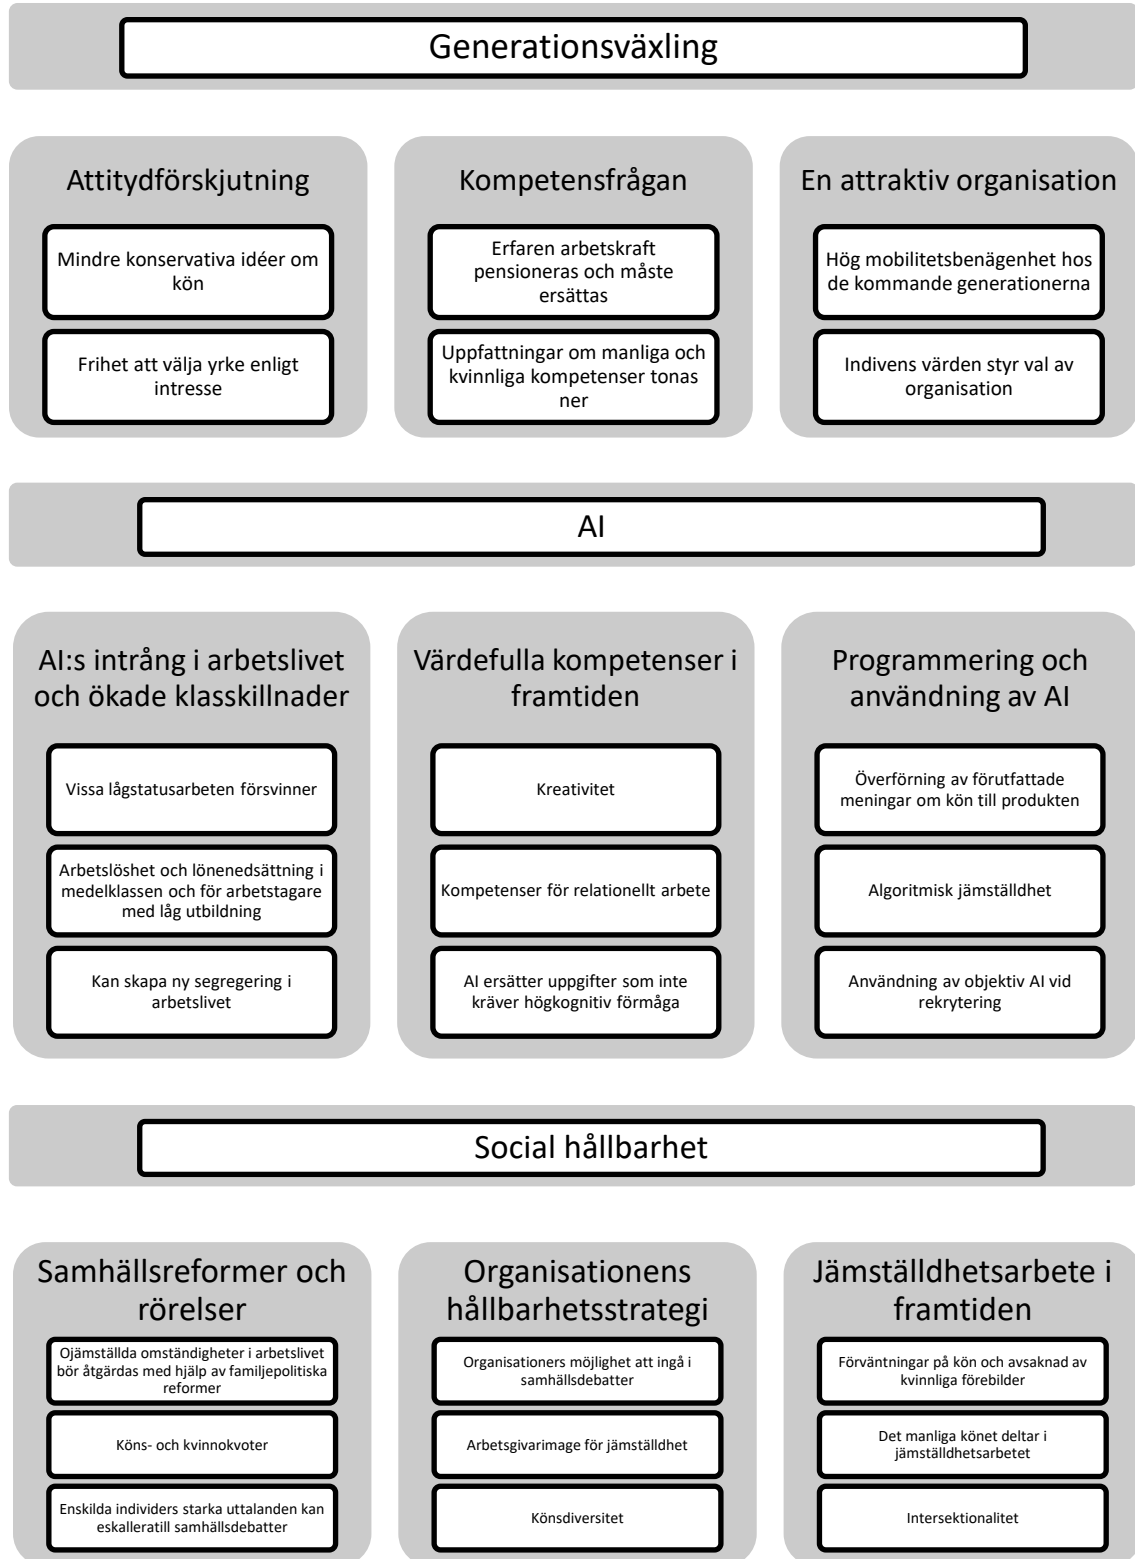 Generationsväxling
Attitydförskjutning
Mindre konservativa idéer om
kön
Frihet att välja yrke enligt
intresse
Kompetensfrågan
Erfaren arbetskraft
pensioneras och måste
ersättas
Uppfattningar om manliga och
kvinnliga kompetenser tonas
ner
En attraktiv organisation
Hög mobilitetsbenägenhet hos
de kommande generationerna
Indivens värden styr val av
organisation
AI
AI:s intrång i arbetslivet
och ökade klasskillnader
Vissa lågstatusarbeten försvinner
Arbetslöshet och lönenedsättning i
medelklassen och för arbetstagare
med låg utbildning
Kan skapa ny segregering i
arbetslivet
Värdefulla kompetenser i
framtiden
Kreativitet
Kompetenser för relationellt arbete
AI ersätter uppgifter som inte
kräver högkognitiv förmåga
Programmering och
användning av AI
Överförning av förutfattade
meningar om kön till produkten
Algoritmisk jämställdhet
Användning av objektiv AI vid
rekrytering
Social hållbarhet
Samhällsreformer och
rörelser
Ojämställda omständigheter i arbetslivet
bör åtgärdas med hjälp av familjepolitiska
reformer
Köns- och kvinnokvoter
Enskilda individers starka uttalanden kan
eskalleratill samhällsdebatter
Organisationens
hållbarhetsstrategi
Organisationers möjlighet att ingå i
samhällsdebatter
Arbetsgivarimage för jämställdhet
Könsdiversitet
Jämställdhetsarbete i
framtiden
Förväntningar på kön och avsaknad av
kvinnliga förebilder
Det manliga könet deltar i
jämställdhetsarbetet
Intersektionalitet